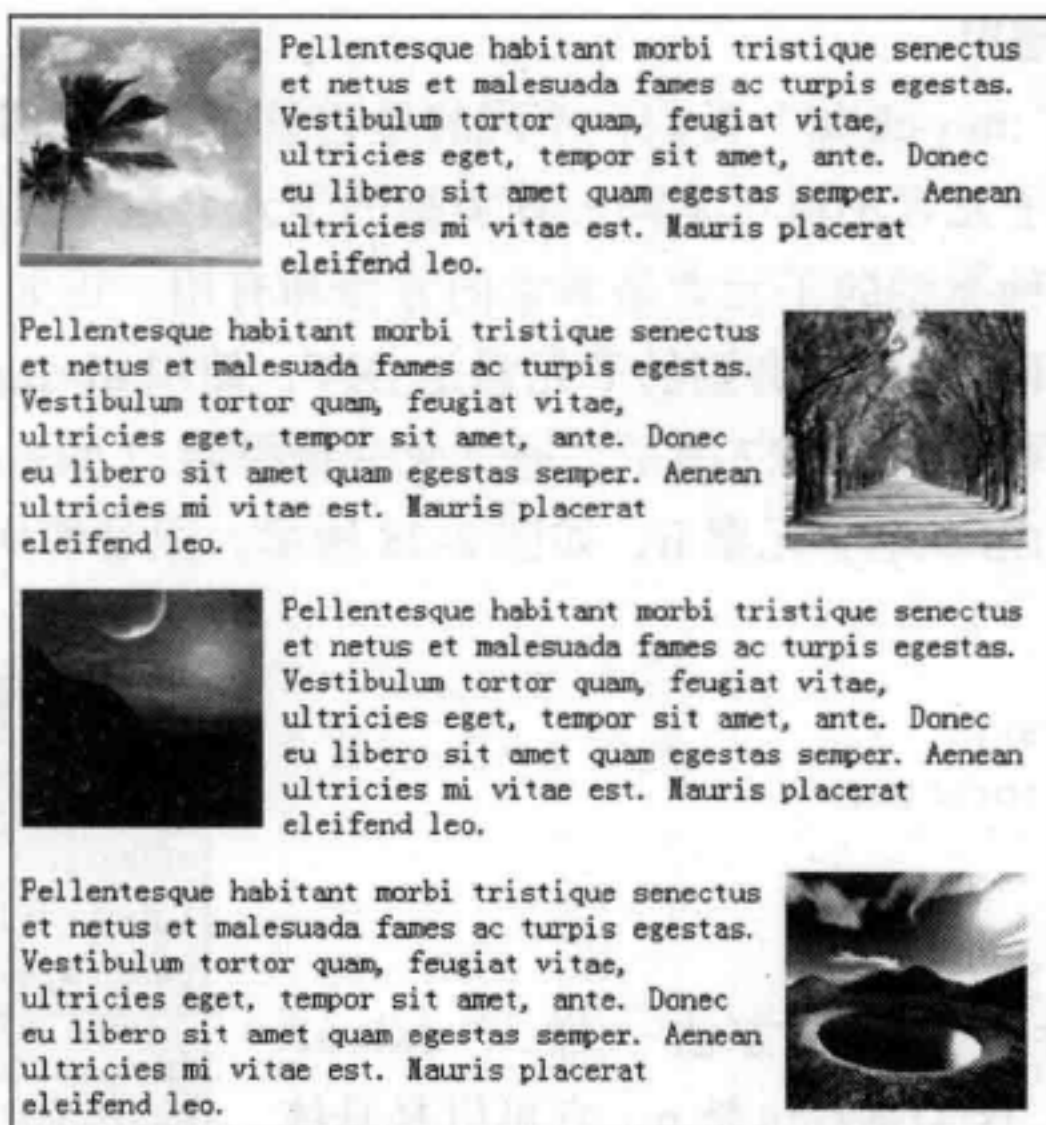 Pellentesque habitant morbi tristique senectus
et netus et malesuada fames ac turpis egestas.
Vestibulum tortor quam, feugiat vitae,
ultricies eget, tempor sit amet, ante. Donec
eu libero sit amet quam egestas semper. Aenean
ultricies mi vitae est. Mauris placerat
eleifend leo.
Pellentesque habitant morbi tristique senectus
et netus et malesuada fames ac turpis egestas.
Vestibulum tortor quam, feugiat vitae,
ultricies eget, tempor sit amet, ante. Donec
eu libero sit amet quam egestas semper. Aenean
ultricies mi vitae est. Mauris placerat
eleifend leo.
Pellentesque habitant morbi tristique senectus
et netus et malesuada fames ac turpis egestas.
Vestibulum tortor quam, feugiat vitae,
ultricies eget, tempor sit amet, ante. Donec
eu libero sit amet quam egestas semper. Aenean
ultricies mi vitae est. Mauris placerat
eleifend leo.
Pellentesque habitant morbi tristique senectus
et netus et malesuada fames ac turpis egestas.
Vestibulum tortor quam, feugiat vitae,
ultricies eget, tempor sit amet, ante. Donec
eu libero sit amet quam egestas semper. Aenean
ultricies mi vitae est. Mauris placerat
eleifend leo.